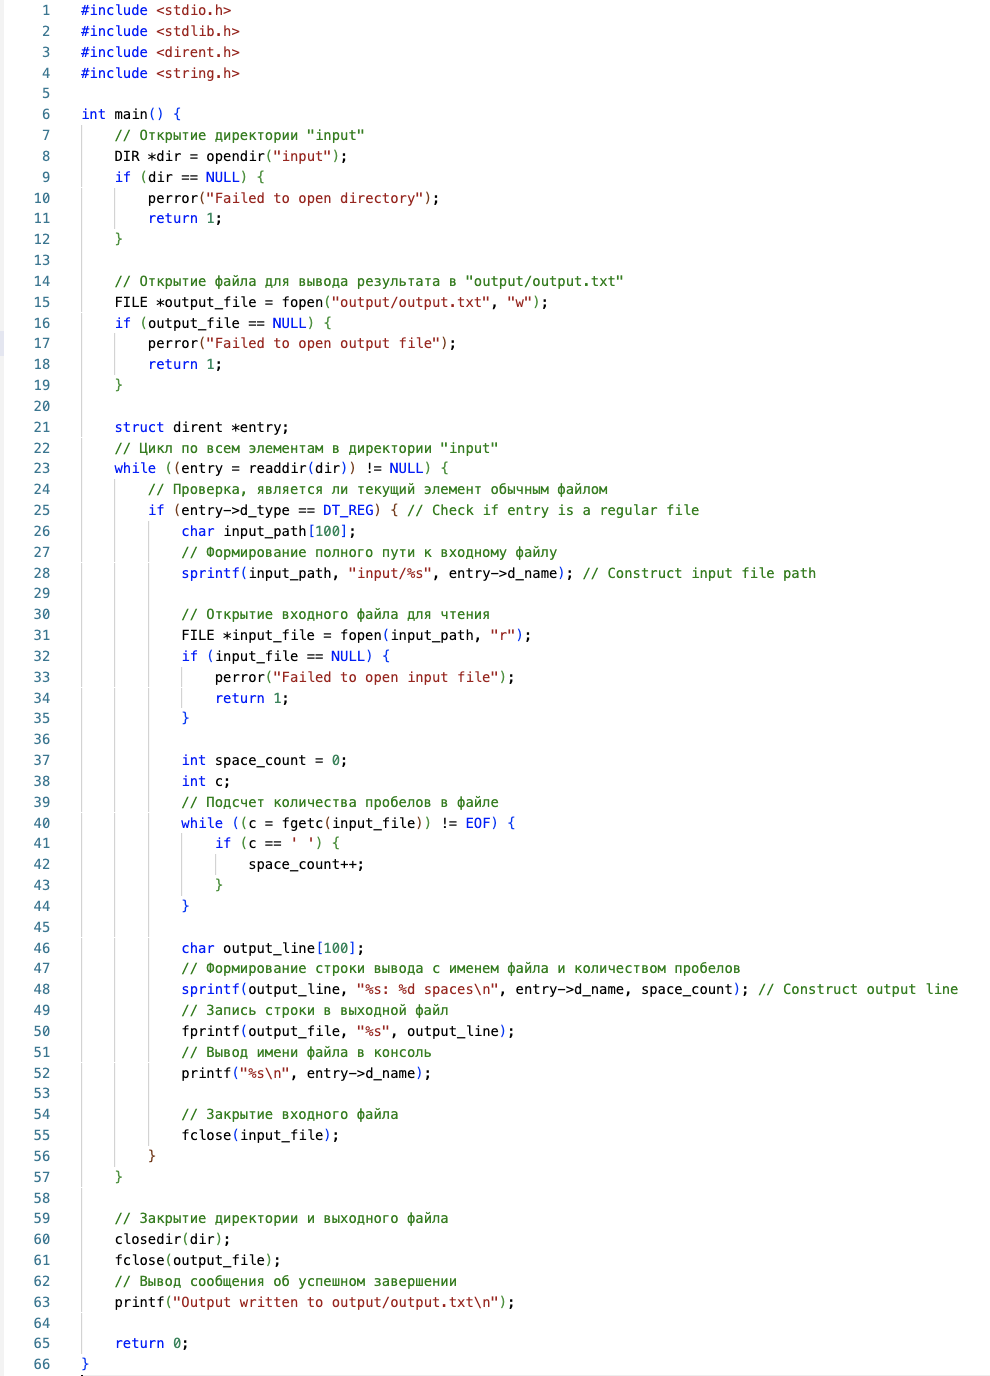 1 #include <stdio.h>
2 #include <stdlib.h>
3 #include <dirent.h>
4 #include <string.h>
5
6 int main() {
7     // Открытие директории "input"
8     DIR *dir = opendir("input");
9     if (dir == NULL) {
10         perror("Failed to open directory");
11         return 1;
12     }
13
14     // Открытие файла для вывода результата в "output/output.txt"
15     FILE *output_file = fopen("output/output.txt", "w");
16     if (output_file == NULL) {
17         perror("Failed to open output file");
18         return 1;
19     }
20
21     struct dirent *entry;
22     // Цикл по всем элементам в директории "input"
23     while ((entry = readdir(dir)) != NULL) {
24         // Проверка, является ли текущий элемент обычным файлом
25         if (entry->d_type == DT_REG) { // Check if entry is a regular file
26             char input_path[100];
27             // Формирование полного пути к входному файлу
28             sprintf(input_path, "input/%s", entry->d_name); // Construct input file path
29
30             // Открытие входного файла для чтения
31             FILE *input_file = fopen(input_path, "r");
32             if (input_file == NULL) {
33                 perror("Failed to open input file");
34                 return 1;
35             }
36
37             int space_count = 0;
38             int c;
39             // Подсчет количества пробелов в файле
40             while ((c = fgetc(input_file)) != EOF) {
41                 if (c == ' ') {
42                     space_count++;
43                 }
44             }
45
46             char output_line[100];
47             // Формирование строки вывода с именем файла и количеством пробелов
48             sprintf(output_line, "%s: %d spaces\n", entry->d_name, space_count); // Construct output line
49             // Запись строки в выходной файл
50             fprintf(output_file, "%s", output_line);
51             // Вывод имени файла в консоль
52             printf("%s\n", entry->d_name);
53
54             // Закрытие входного файла
55             fclose(input_file);
56         }
57     }
58
59     // Закрытие директории и выходного файла
60     closedir(dir);
61     fclose(output_file);
62     // Вывод сообщения об успешном завершении
63     printf("Output written to output/output.txt\n");
64
65     return 0;
66 }